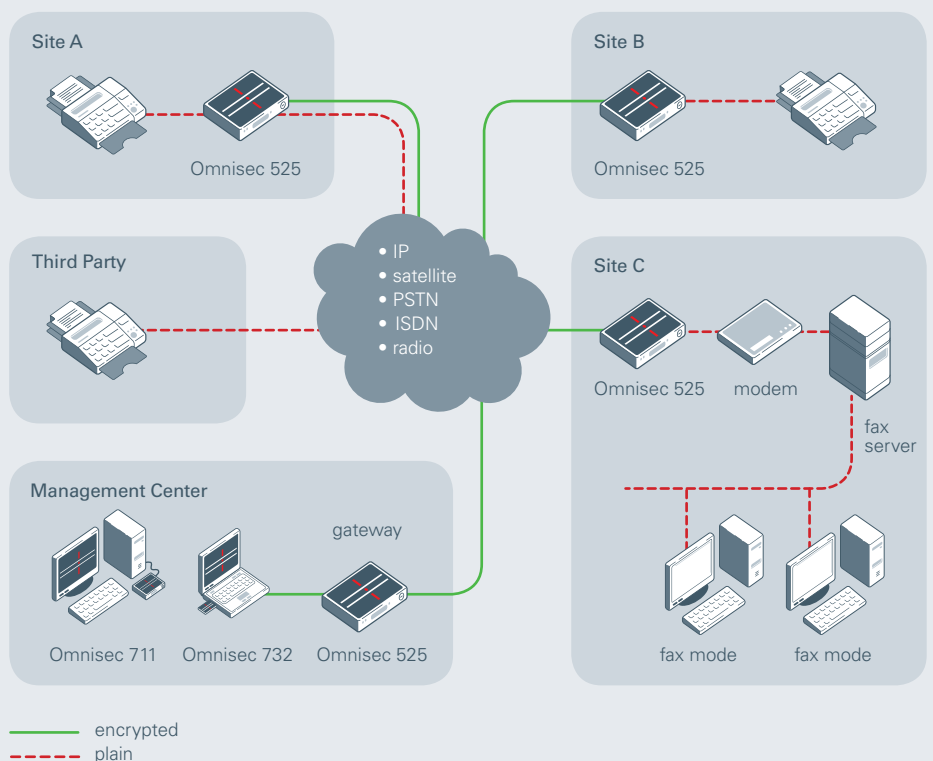 Site A
Omnisec 525
Site B
Omnisec 525
Third Party
• IP
• satellite
• PSTN
• ISDN
• radio
Site C
Omnisec 525
modem
fax
server
fax mode
fax mode
Management Center
gateway
Omnisec 711
Omnisec 732
Omnisec 525
encrypted
plain